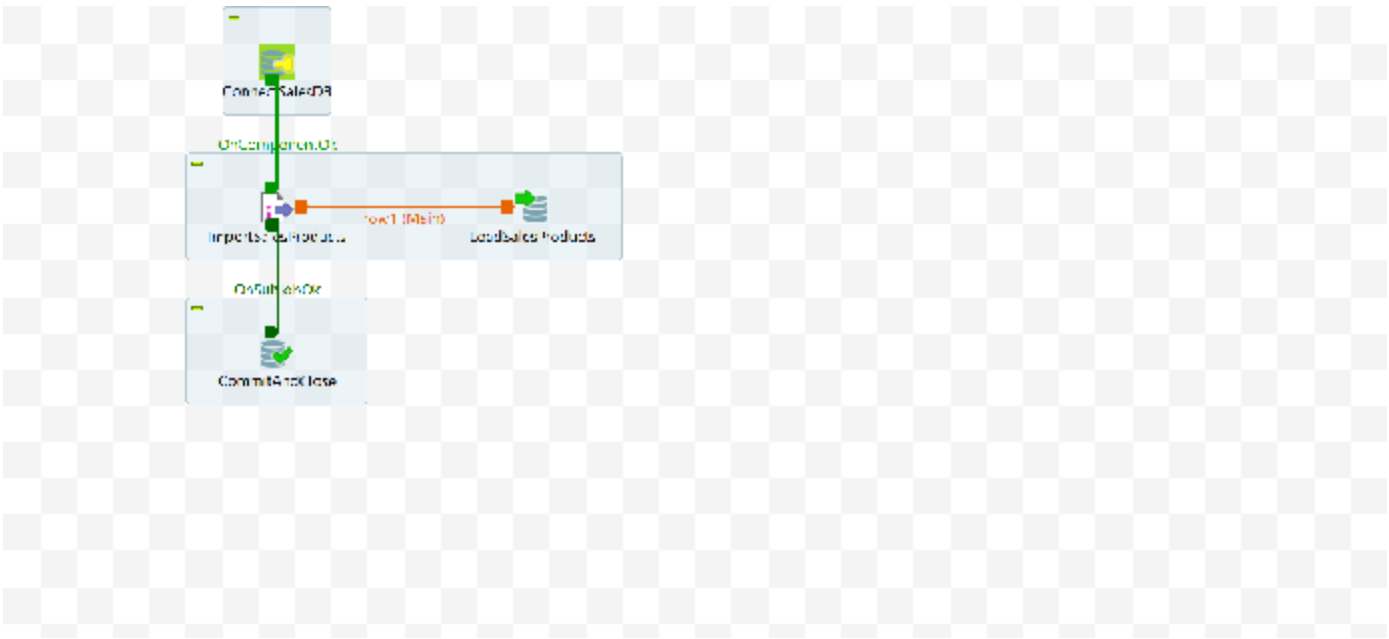 ConnectSalesDB
OnComponentOk
row1 (Main)
ImportSalesProducts
LoadSalesProducts
OnSubjobOk
CommitAndClose